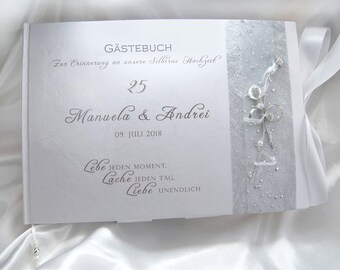 GÄSTEBUCH
Zur Erinnerung an unsere Silberne Hochzeit
25
Manuela & Andrei
09. JULI 2018
Lebe JEDEN MOMENT,
Lache JEDEN TAG,
Liebe UNENDLICH